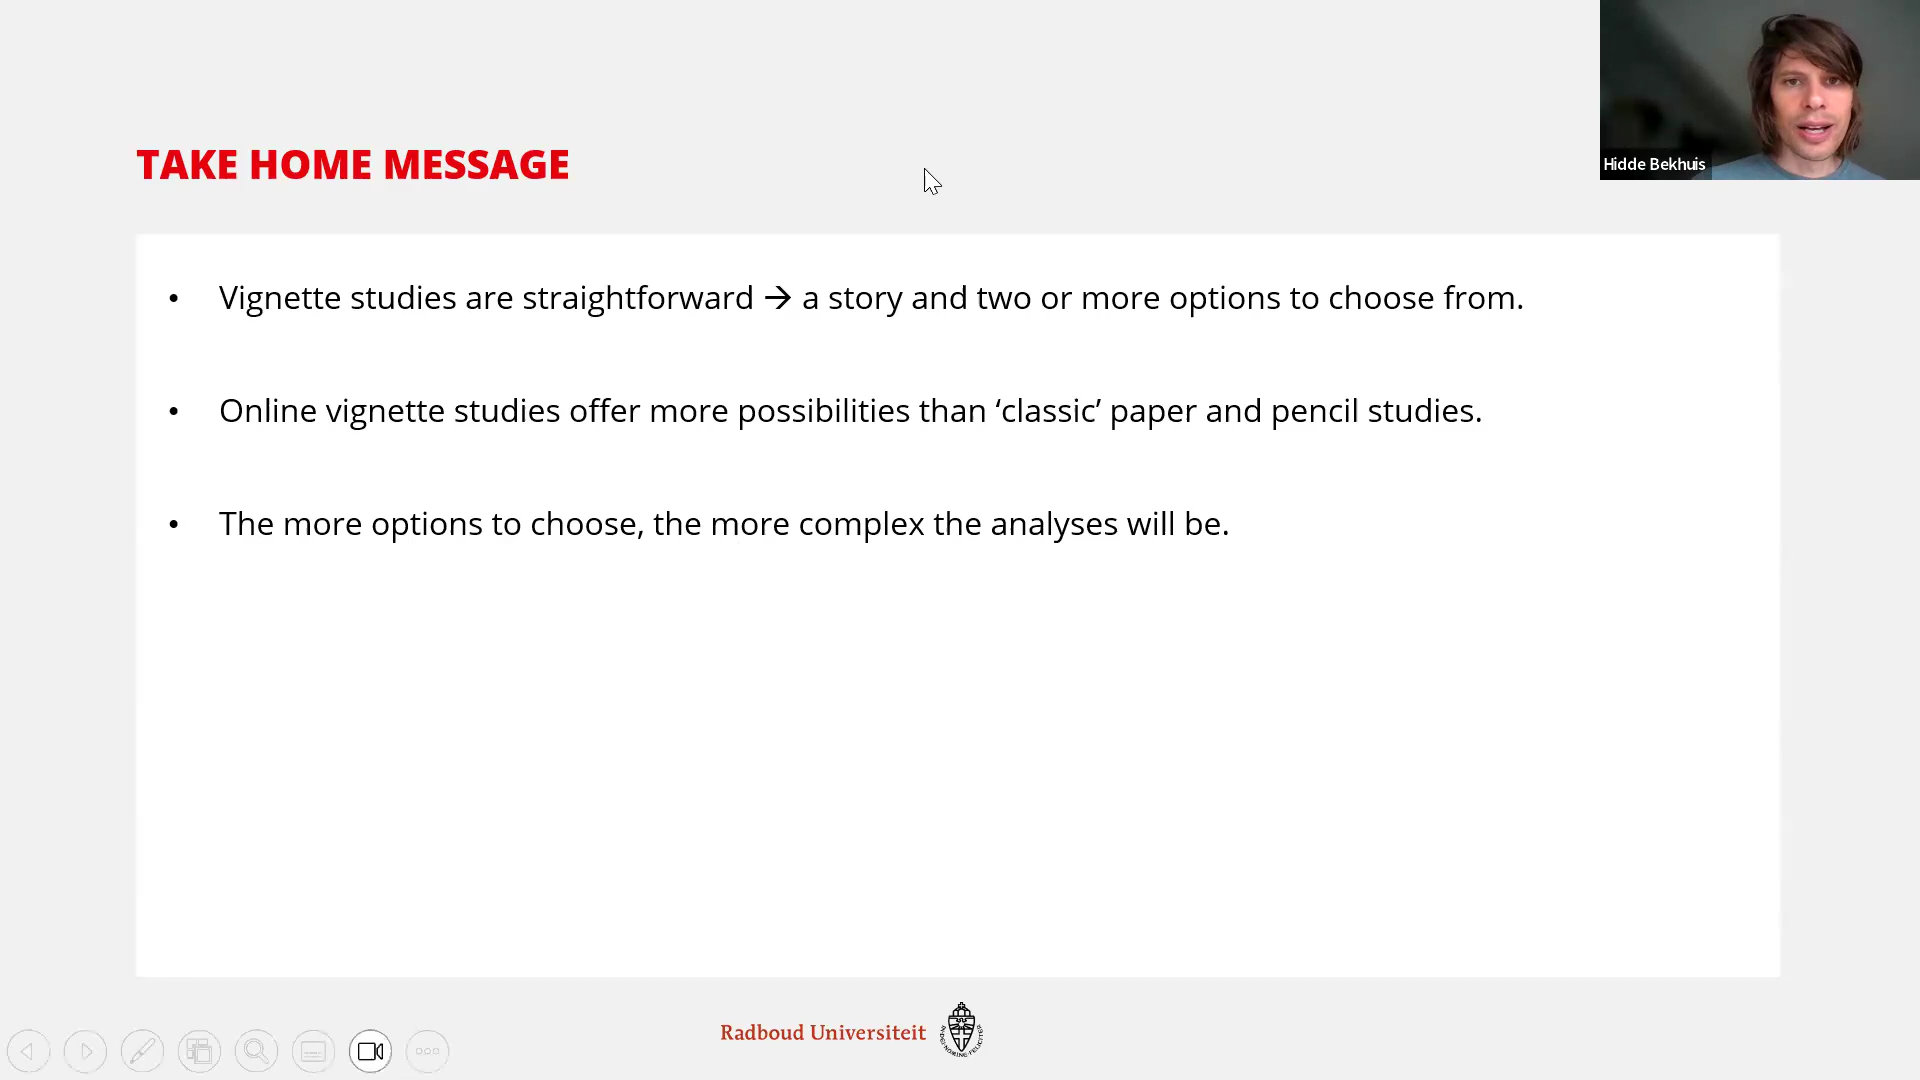 Hidde Bekhuis
TAKE HOME MESSAGE
• Vignette studies are straightforward → a story and two or more options to choose from.
• Online vignette studies offer more possibilities than ‘classic’ paper and pencil studies.
• The more options to choose, the more complex the analyses will be.
Radboud Universiteit